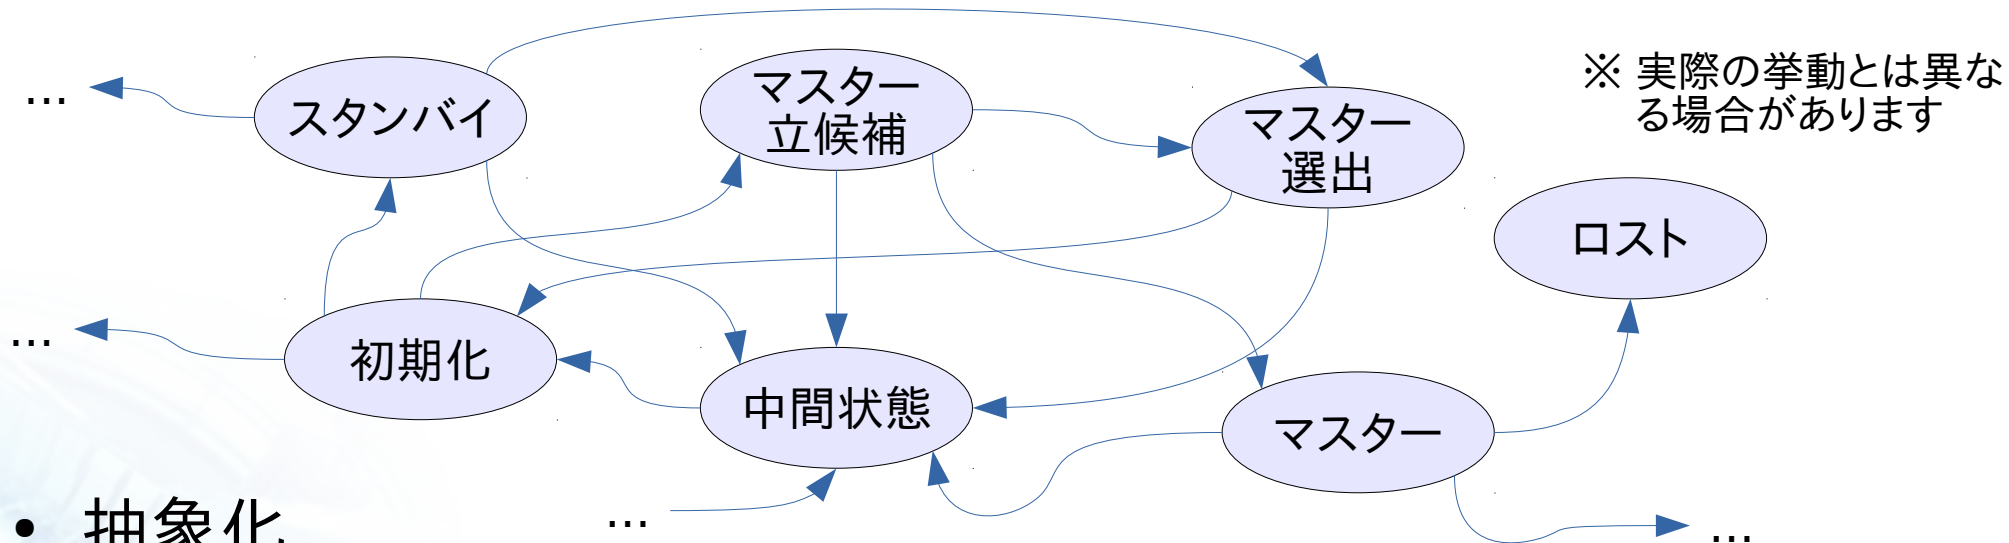 ...
スタンバイ
マスター
立候補
マスター
選出
※ 実際の挙動とは異な
る場合があります
ロスト
...
初期化
中間状態
マスター
...
...
• 抽象化